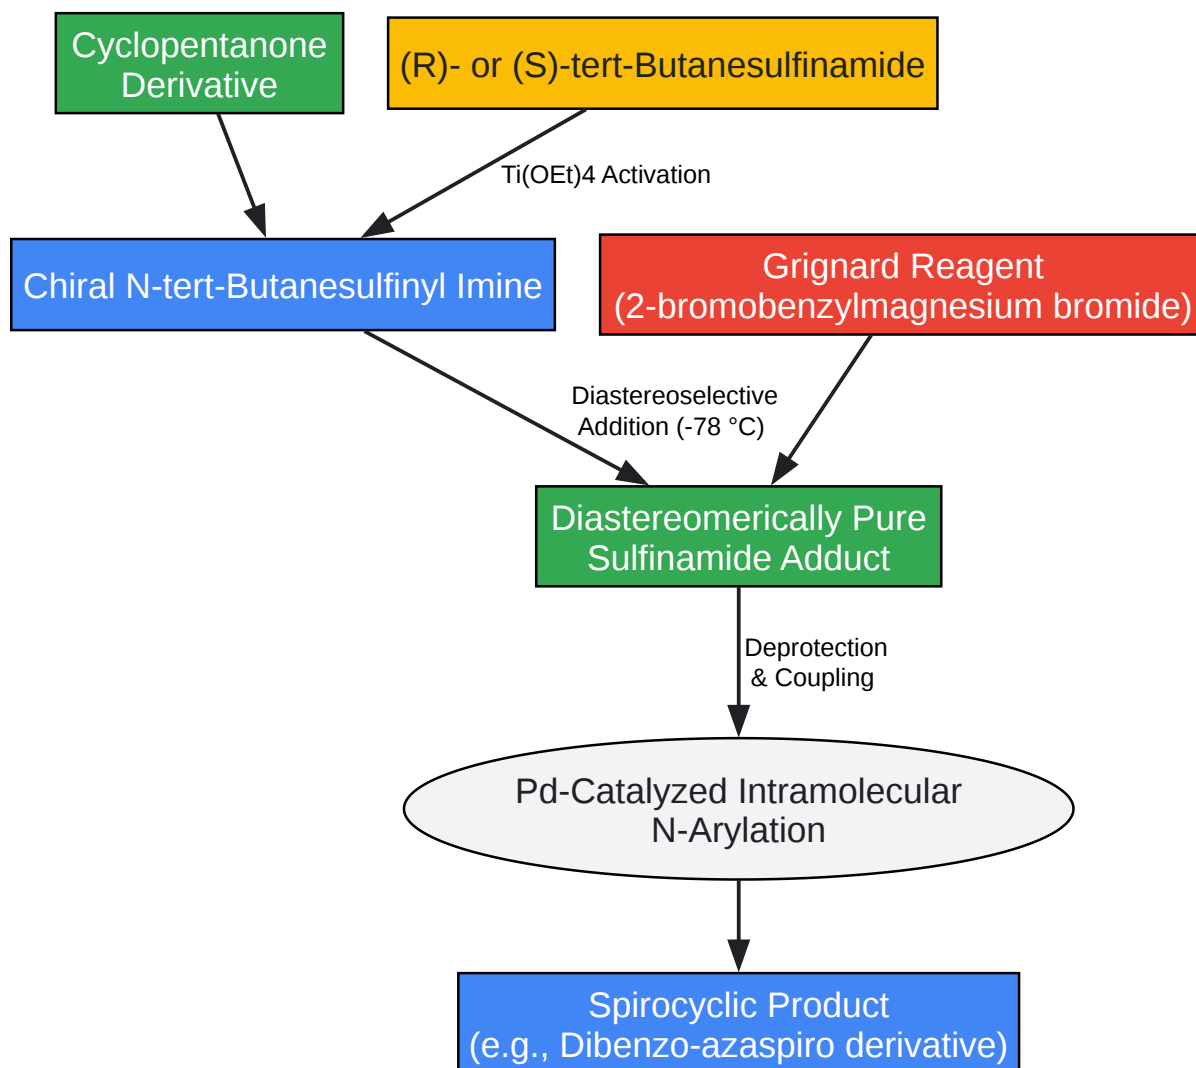 Cyclopentanone
Derivative
(R)- or (S)-tert-Butanesulfinamide
Ti(OEt)4 Activation
Chiral N-tert-Butanesulfinyl Imine
Grignard Reagent
(2-bromobenzylmagnesium bromide)
Diastereoselective
Addition (-78 °C)
Diastereomerically Pure
Sulfinamide Adduct
Deprotection
& Coupling
Pd-Catalyzed Intramolecular
N-Arylation
Spirocyclic Product
(e.g., Dibenzo-azaspiro derivative)